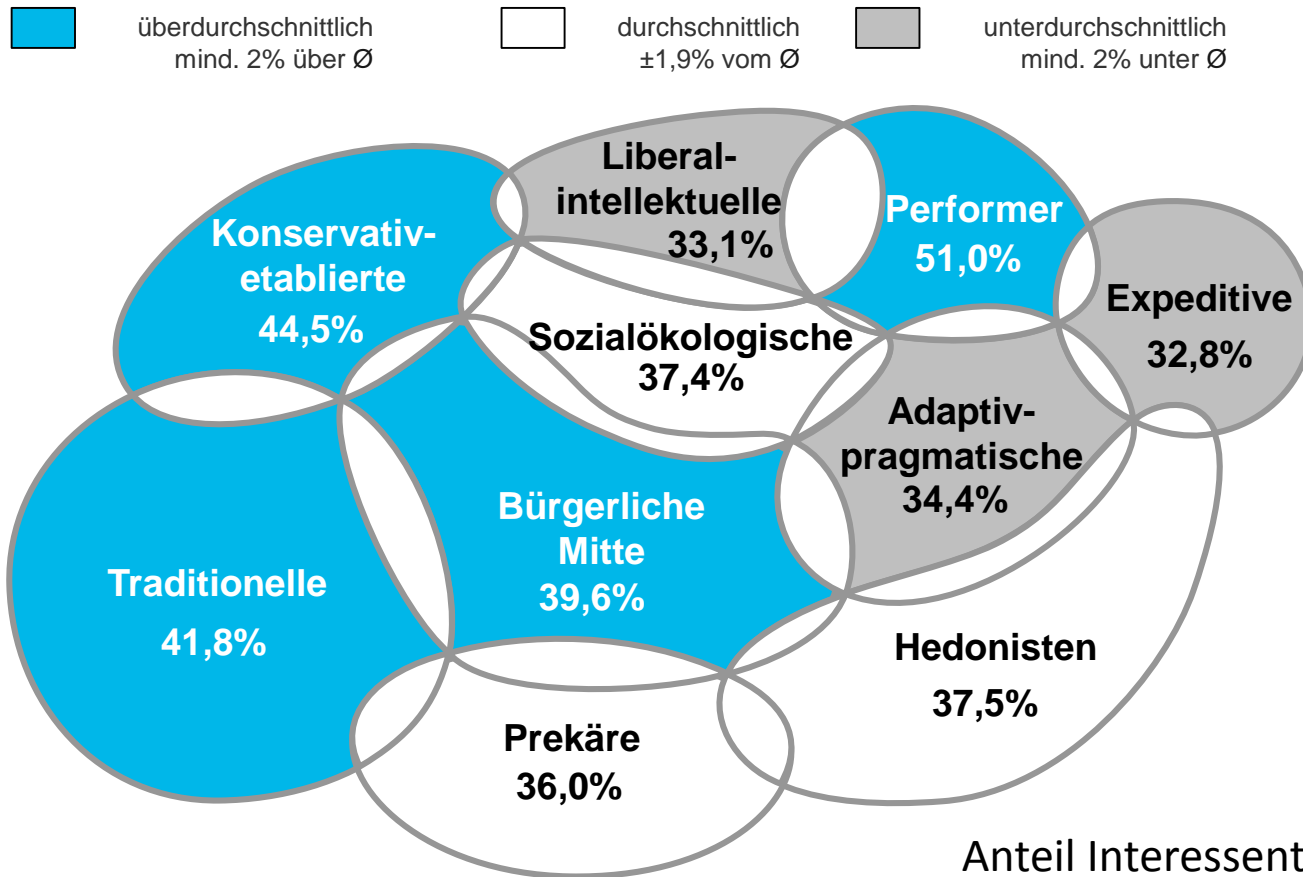 überdurchschnittlich
mind. 2% über Ø
durchschnittlich
±1,9% vom Ø
unterdurchschnittlich
mind. 2% unter Ø
Liberal-
intellektuelle
33,1%
Performer
51,0%
Konservativ-
etablierte
44,5%
Expeditive
32,8%
Sozialökologische
37,4%
Adaptiv-
pragmatische
34,4%
Bürgerliche
Mitte
39,6%
Traditionelle
41,8%
Hedonisten
37,5%
Prekäre
36,0%
Anteil Interessent